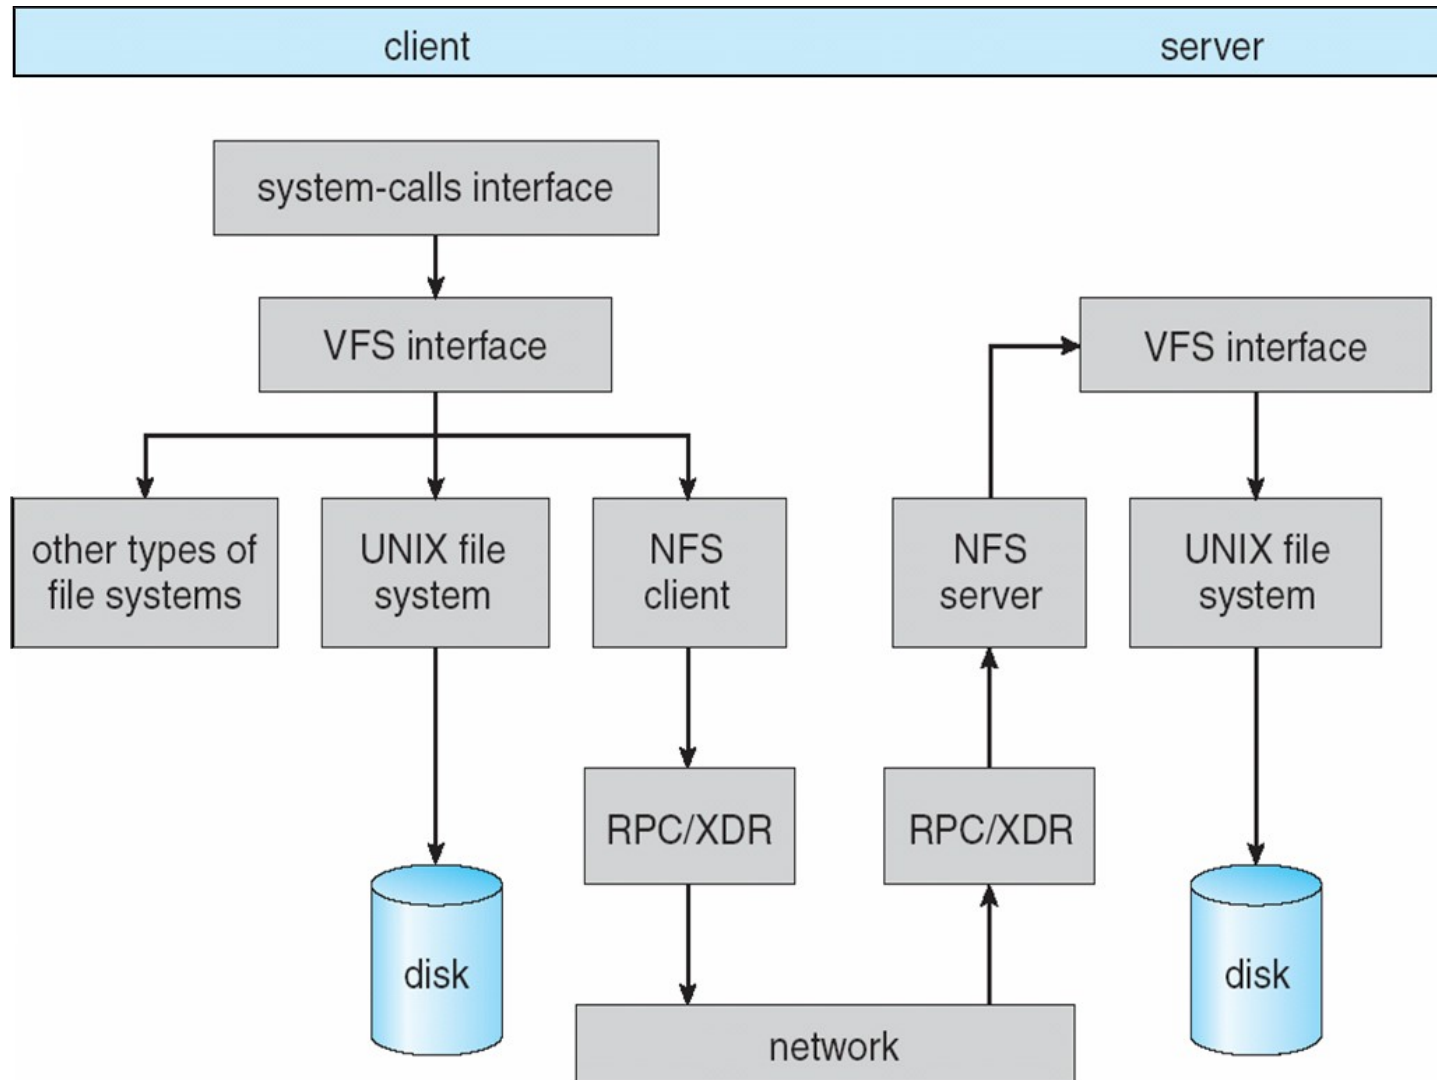 client
server
system-calls interface
VFS interface
VFS interface
other types of
file systems
UNIX file
system
NFS
client
NFS
server
UNIX file
system
RPC/XDR
RPC/XDR
disk
disk
network